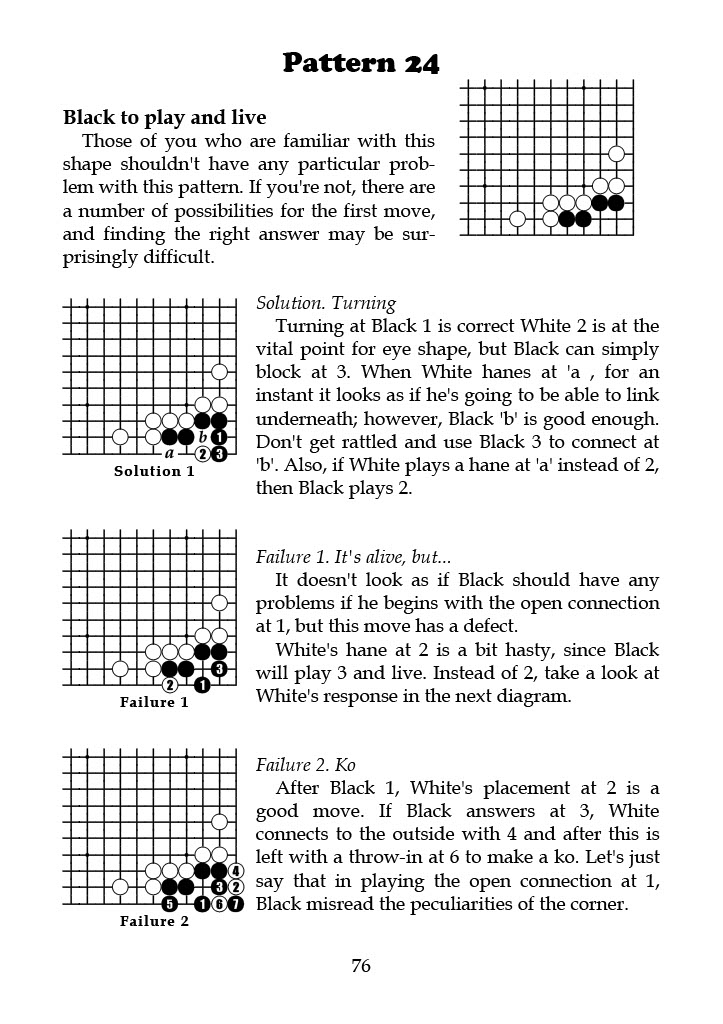 Pattern 24
Black to play and live
Those of you who are familiar with this
shape shouldn't have any particular prob-
lem with this pattern. If you're not, there are
a number of possibilities for the first move,
and finding the right answer may be sur-
prisingly difficult.
Solution. Turning
Turning at Black 1 is correct White 2 is at the
vital point for eye shape, but Black can simply
block at 3. When White hanes at 'a , for an
instant it looks as if he's going to be able to link
underneath; however, Black 'b' is good enough.
Don't get rattled and use Black 3 to connect at
'b'. Also, if White plays a hane at 'a' instead of 2,
then Black plays 2.
b 1
a 2 3
Solution 1
Failure 1. It's alive, but...
It doesn't look as if Black should have any
problems if he begins with the open connection
at 1, but this move has a defect.
White's hane at 2 is a bit hasty, since Black
will play 3 and live. Instead of 2, take a look at
White's response in the next diagram.
3
2 1
Failure 1
Failure 2. Ko
After Black 1, White's placement at 2 is a
good move. If Black answers at 3, White
connects to the outside with 4 and after this is
left with a throw-in at 6 to make a ko. Let's just
say that in playing the open connection at 1,
Black misread the peculiarities of the corner.
4
3 2
5 1 6 7
Failure 2
76